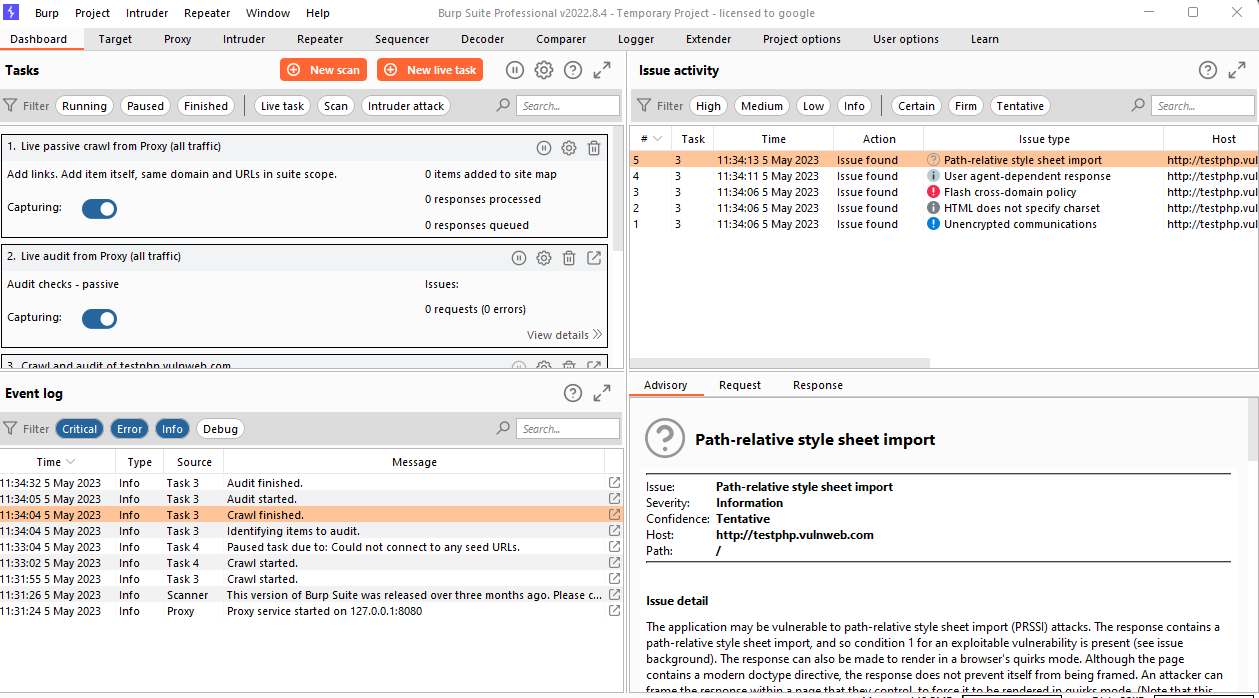 Burp Project Intruder Repeater Window Help Burp Suite Professional v2022.8.4 - Temporary Project - licensed to google
Dashboard Target Proxy Intruder Repeater Sequencer Decoder Comparer Logger Extender Project options User options Learn
Tasks New scan New live task
Filter Running Paused Finished Live task Scan Intruder attack Search...
1. Live passive crawl from Proxy (all traffic)
Add links. Add item itself, same domain and URLs in suite scope. 0 items added to site map
Capturing: 0 responses processed
0 responses queued
2. Live audit from Proxy (all traffic)
Audit checks - passive Issues:
Capturing: 0 requests (0 errors)
View details
3. Crawl and audit of testphp.vulnweb.com
Issue activity
Filter High Medium Low Info Certain Firm Tentative Search...
# Task Time Action Issue type Host
5 3 11:34:13 5 May 2023 Issue found Path-relative style sheet import http://testphp.vul
4 3 11:34:11 5 May 2023 Issue found User agent-dependent response http://testphp.vul
3 3 11:34:06 5 May 2023 Issue found Flash cross-domain policy http://testphp.vul
2 3 11:34:06 5 May 2023 Issue found HTML does not specify charset http://testphp.vul
1 3 11:34:06 5 May 2023 Issue found Unencrypted communications http://testphp.vul
Event log
Filter Critical Error Info Debug Search...
Time Type Source Message
11:34:32 5 May 2023 Info Task 3 Audit finished.
11:34:05 5 May 2023 Info Task 3 Audit started.
11:34:04 5 May 2023 Info Task 3 Crawl finished.
11:34:04 5 May 2023 Info Task 3 Identifying items to audit.
11:33:04 5 May 2023 Info Task 4 Paused task due to: Could not connect to any seed URLs.
11:33:02 5 May 2023 Info Task 4 Crawl started.
11:31:55 5 May 2023 Info Task 3 Crawl started.
11:31:26 5 May 2023 Info Scanner This version of Burp Suite was released over three months ago. Please c...
11:31:24 5 May 2023 Info Proxy Proxy service started on 127.0.0.1:8080
Advisory Request Response
Path-relative style sheet import
Issue: Path-relative style sheet import
Severity: Information
Confidence: Tentative
Host: http://testphp.vulnweb.com
Path: /
Issue detail
The application may be vulnerable to path-relative style sheet import (PRSSI) attacks. The response contains a
path-relative style sheet import, and so condition 1 for an exploitable vulnerability is present (see issue
background). The response can also be made to render in a browser's quirks mode. Although the page
contains a modern doctype directive, the response does not prevent itself from being framed. An attacker can
frame the response within a page that they control, to force it to be rendered in quirks mode. (Note that this